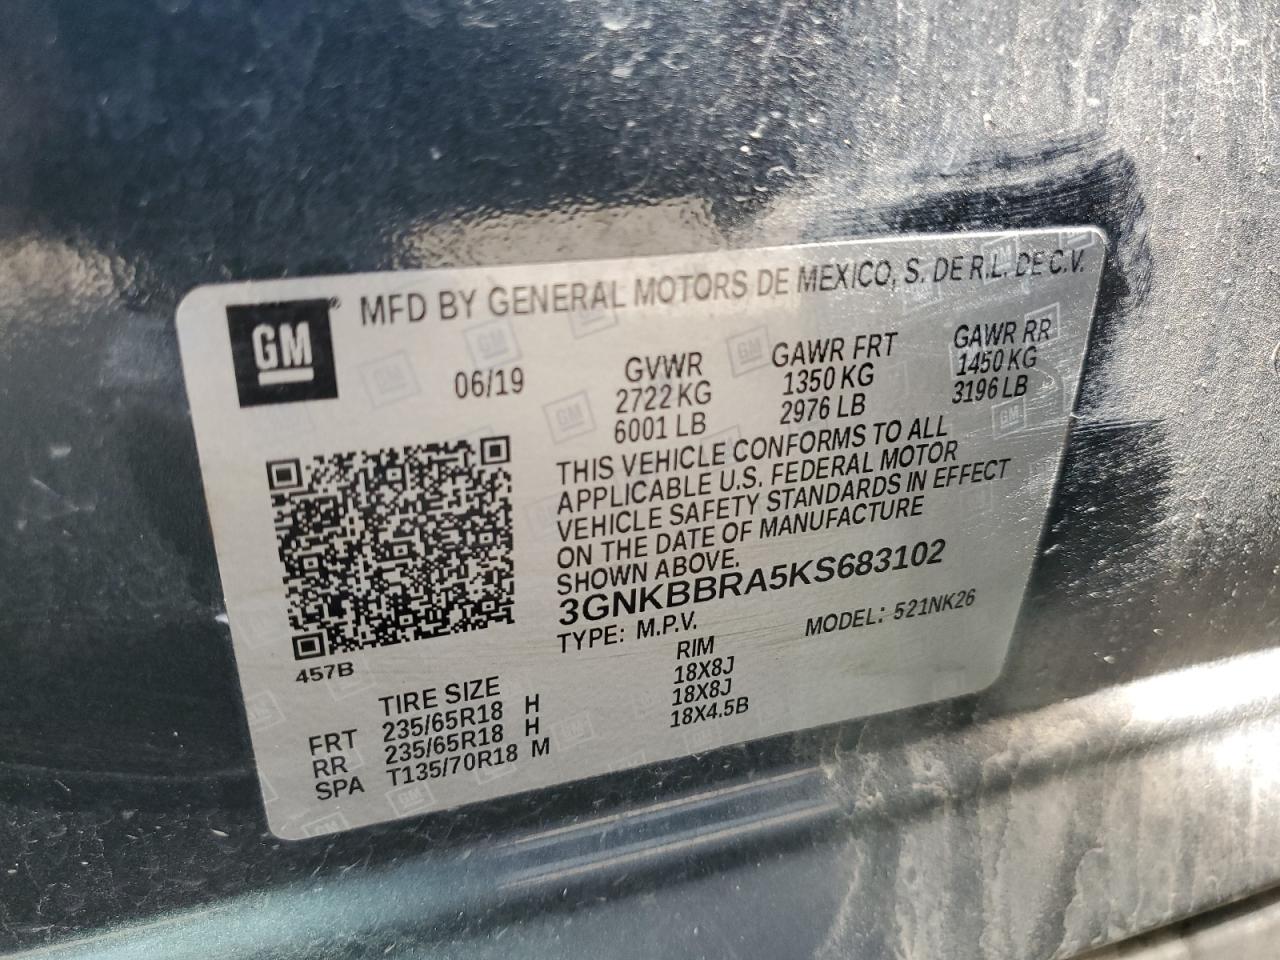 GM
MFD BY GENERAL MOTORS DE MEXICO, S. DE R.L. DE C.V.
06/19
GVWR
2722 KG
6001 LB
GAWR FRT
1350 KG
2976 LB
GAWR RR
1450 KG
3196 LB
THIS VEHICLE CONFORMS TO ALL
APPLICABLE U.S. FEDERAL MOTOR
VEHICLE SAFETY STANDARDS IN EFFECT
ON THE DATE OF MANUFACTURE
SHOWN ABOVE.
3GNKBBRA5KS683102
TYPE: M.P.V. MODEL: 521NK26
457B
TIRE SIZE RIM
FRT 235/65R18 H 18X8J
RR 235/65R18 H 18X8J
SPA T135/70R18 M 18X4.5B